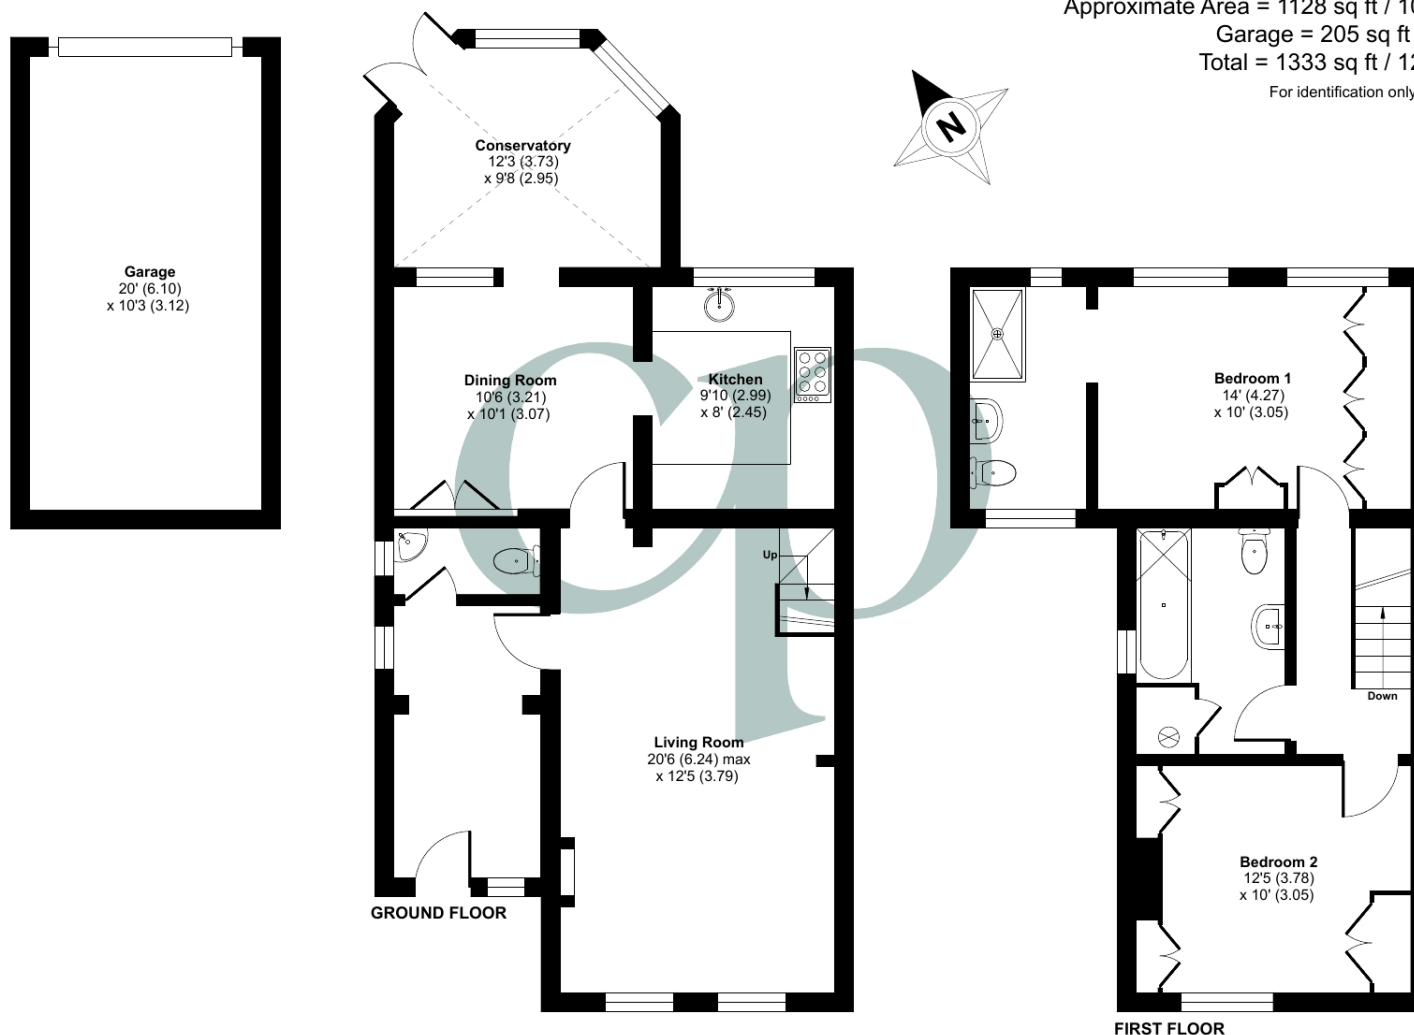 Approximate Area = 1128 sq ft / 10
Garage = 205 sq ft
Total = 1333 sq ft / 12
For identification only
N
Conservatory
12'3 (3.73)
x 9'8 (2.95)
Garage
20' (6.10)
x 10'3 (3.12)
Dining Room
10'6 (3.21)
x 10'1 (3.07)
Kitchen
9'10 (2.99)
x 8' (2.45)
Bedroom 1
14' (4.27)
x 10' (3.05)
Up
Down
Living Room
20'6 (6.24) max
x 12'5 (3.79)
Bedroom 2
12'5 (3.78)
x 10' (3.05)
GROUND FLOOR
FIRST FLOOR
cp